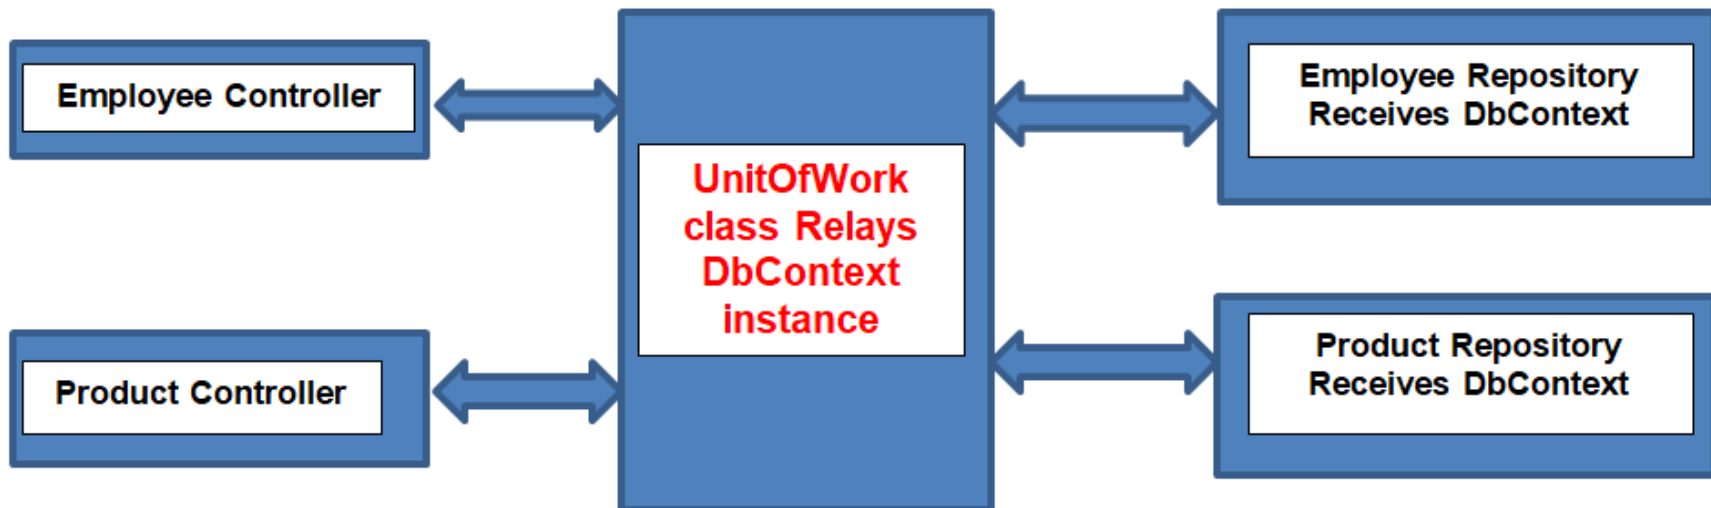 Employee Controller
Product Controller
UnitOfWork
class Relays
DbContext
instance
Employee Repository
Receives DbContext
Product Repository
Receives DbContext